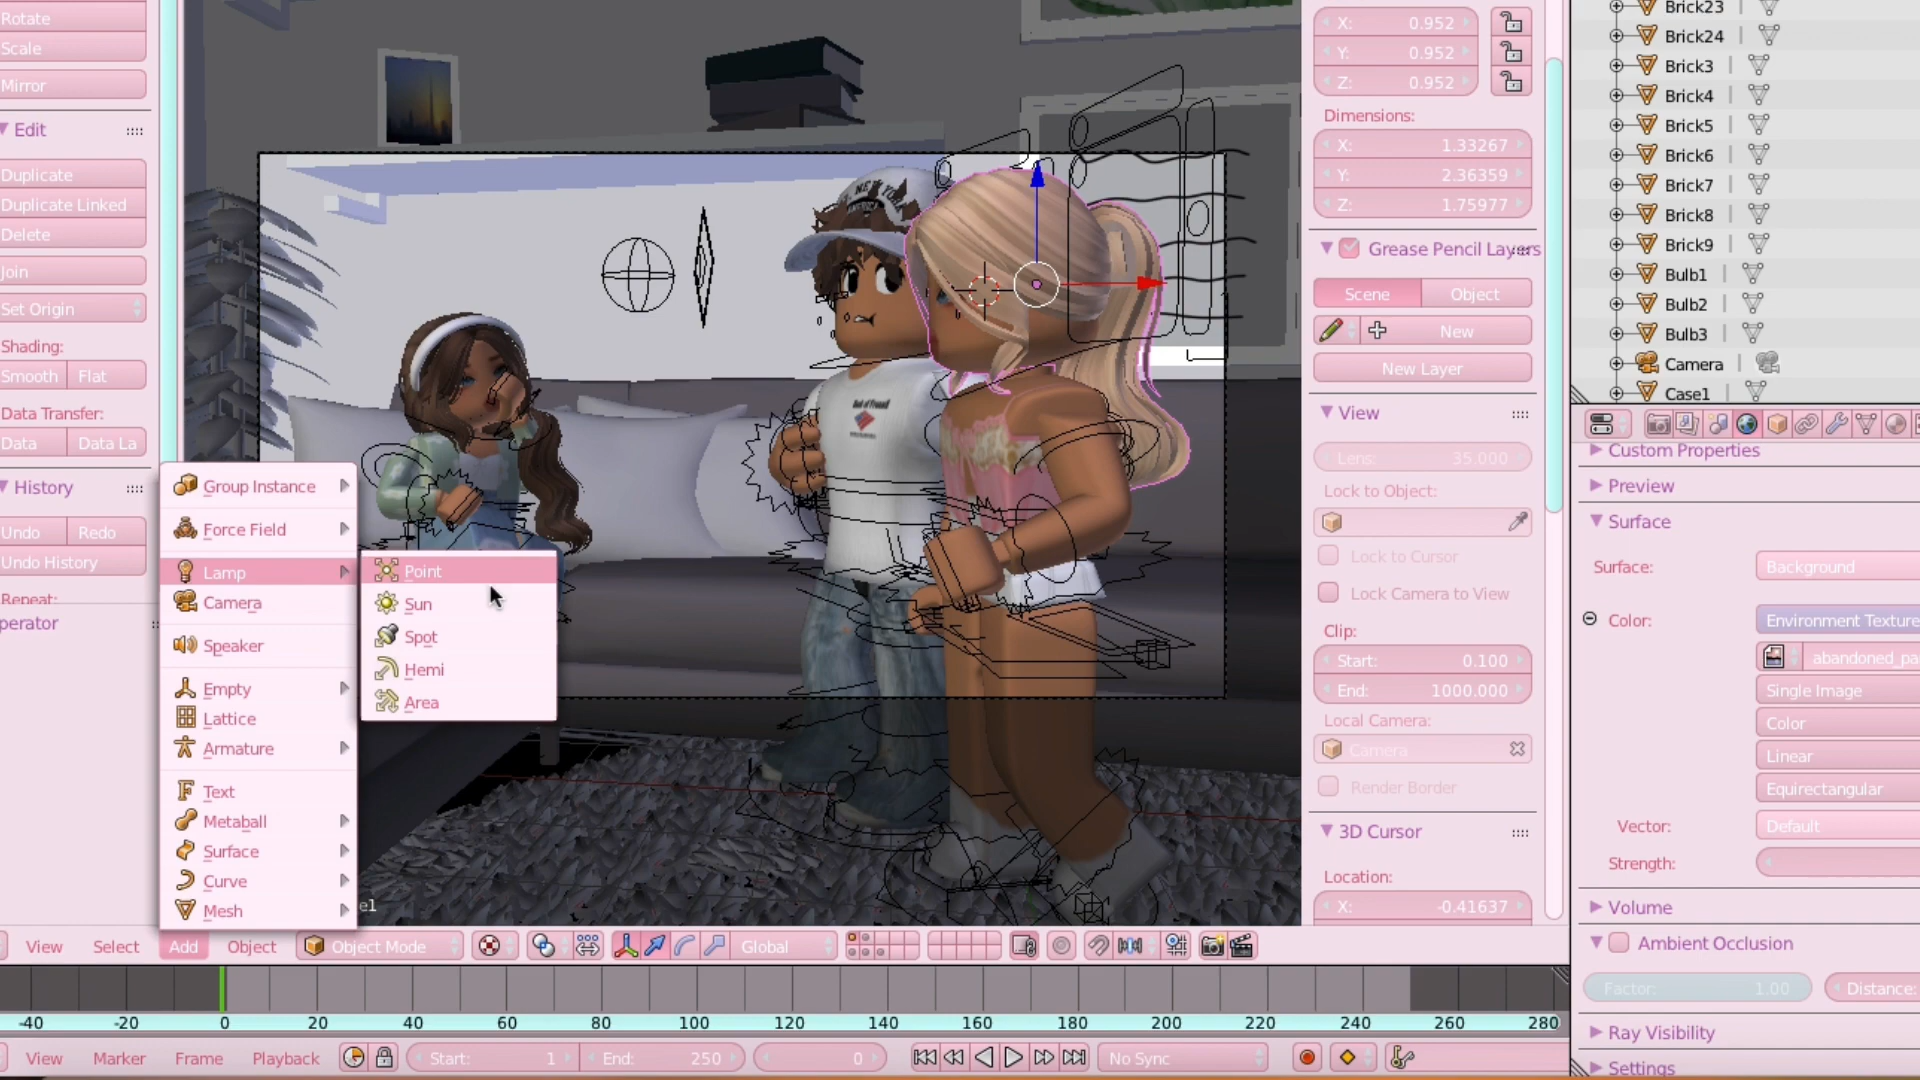 Rotate
Scale
Mirror
Edit
Duplicate
Duplicate Linked
Delete
Join
Set Origin
Shading:
Smooth
Flat
Data Transfer:
Data
Data La
History
Undo
Redo
Undo History
Repeat:
perator
Group Instance
Force Field
Lamp
Camera
Speaker
Empty
Lattice
Armature
Text
Metaball
Surface
Curve
Mesh
Point
Sun
Spot
Hemi
Area
el
NEW YORK
X: 0.952
Y: 0.952
Z: 0.952
Dimensions:
X: 1.33267
Y: 2.36359
Z: 1.75977
Grease Pencil Layers
Scene
Object
New
New Layer
View
Lens: 35.000
Lock to Object:
Lock to Cursor
Lock Camera to View
Clip:
Start: 0.100
End: 1000.000
Local Camera:
Camera
Render Border
3D Cursor
Location:
X: -0.41637
Brick23
Brick24
Brick3
Brick4
Brick5
Brick6
Brick7
Brick8
Brick9
Bulb1
Bulb2
Bulb3
Camera
Case1
Custom Properties
Preview
Surface
Surface: Background
Color: Environment Texture
abandoned_pa
Single Image
Color
Linear
Equirectangular
Vector: Default
Strength:
Volume
Ambient Occlusion
Factor: 1.00
Distance:
Ray Visibility
Settings
View
Select
Add
Object
Object Mode
Global
-40 -20 0 20 40 60 80 100 120 140 160 180 200 220 240 260 280
View
Marker
Frame
Playback
Start: 1
End: 250
0
No Sync